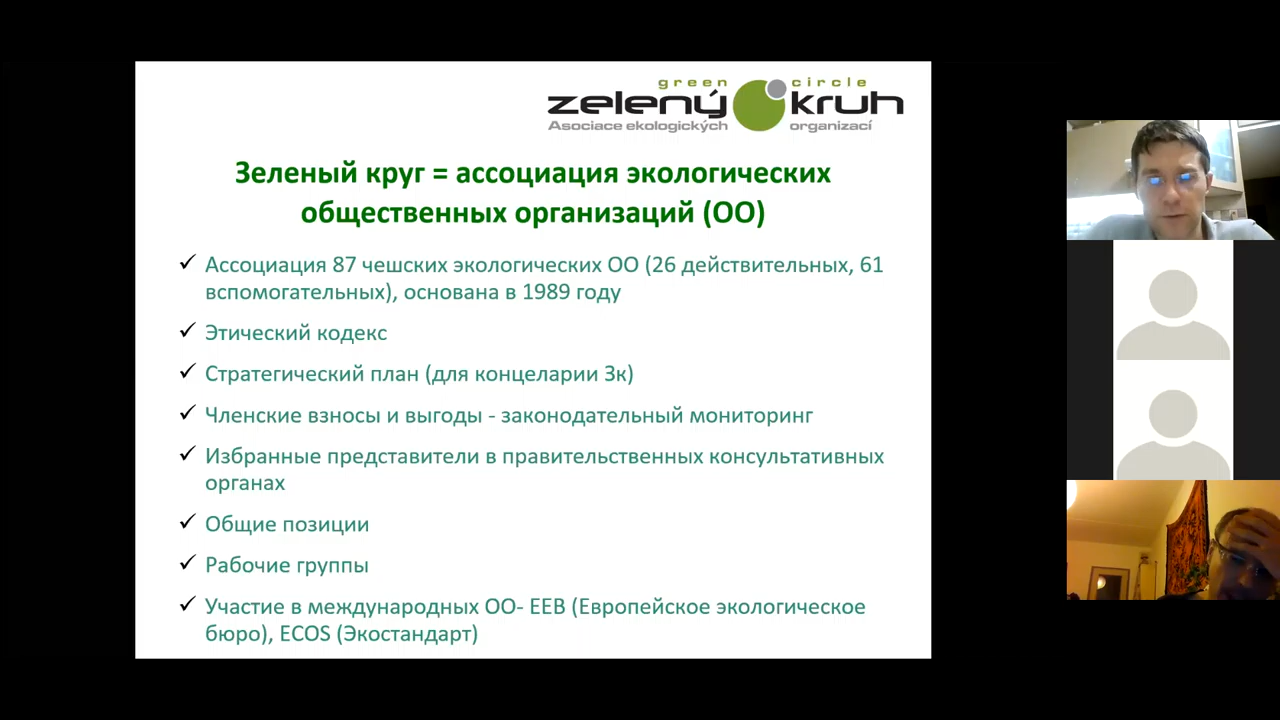 green circle
zelený kruh
Asociace ekologických organizací
Зеленый круг = ассоциация экологических
общественных организаций (ОО)
✓ Ассоциация 87 чешских экологических ОО (26 действительных, 61
вспомогательных), основана в 1989 году
✓ Этический кодекс
✓ Стратегический план (для концеларии Зк)
✓ Членские взносы и выгоды - законодательный мониторинг
✓ Избранные представители в правительственных консультативных
органах
✓ Общие позиции
✓ Рабочие группы
✓ Участие в международных ОО- ЕЕВ (Европейское экологическое
бюро), ECOS (Экостандарт)